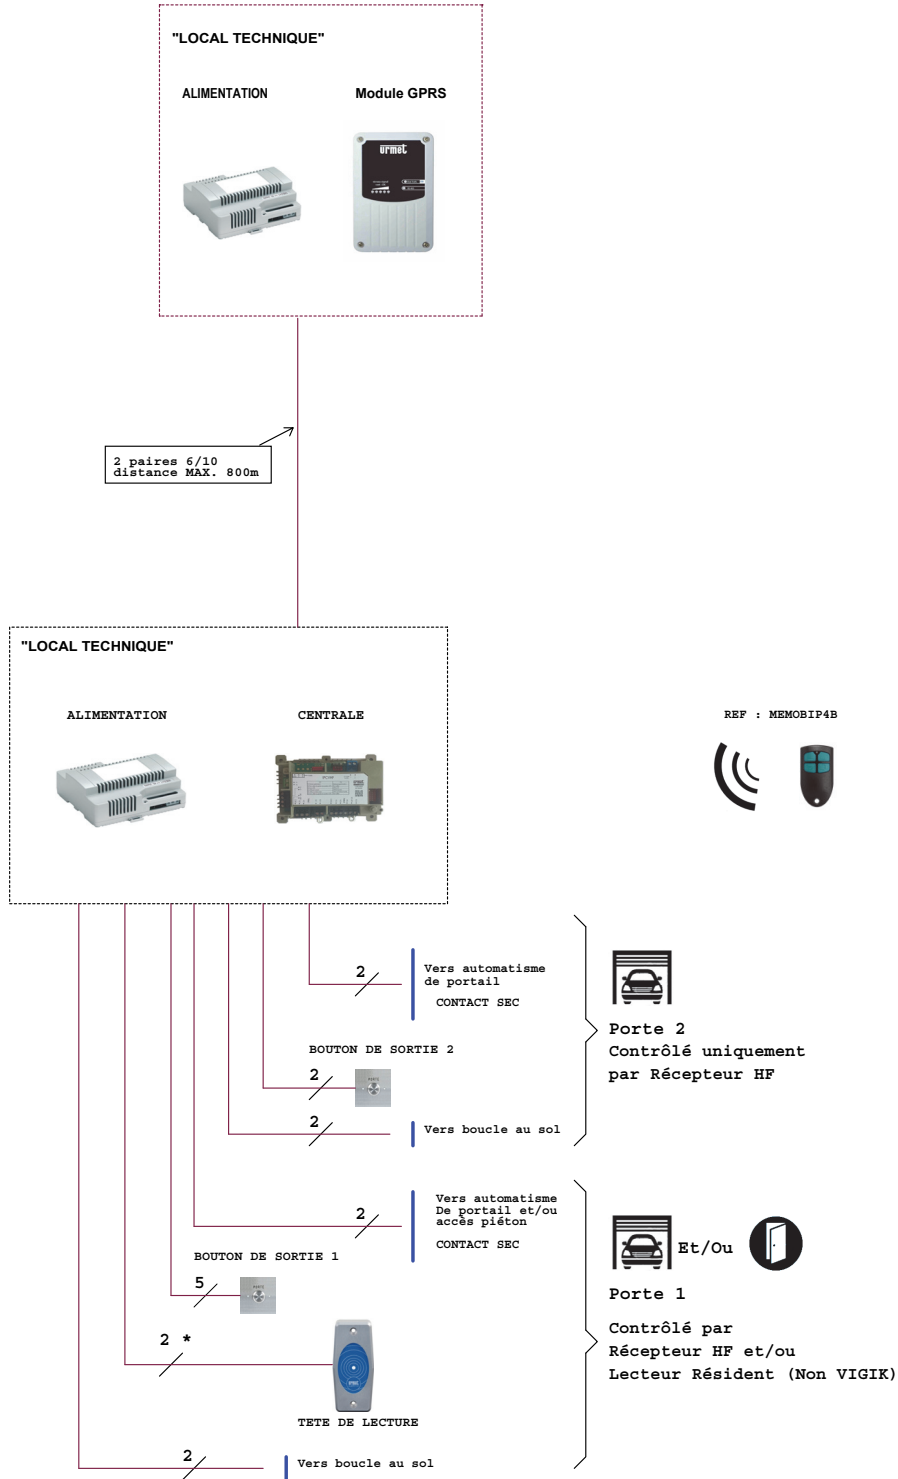 "LOCAL TECHNIQUE"
ALIMENTATION
Module GPRS
urmet
2 paires 6/10
distance MAX. 800m
"LOCAL TECHNIQUE"
ALIMENTATION
CENTRALE
REF : MEMOBIP4B
2
Vers automatisme
de portail
CONTACT SEC
BOUTON DE SORTIE 2
2
2
Vers boucle au sol
Porte 2
Contrôlé uniquement
par Récepteur HF
2
Vers automatisme
De portail et/ou
accès piéton
CONTACT SEC
BOUTON DE SORTIE 1
5
2 *
TETE DE LECTURE
2
Vers boucle au sol
Et/Ou
Porte 1
Contrôlé par
Récepteur HF et/ou
Lecteur Résident (Non VIGIK)